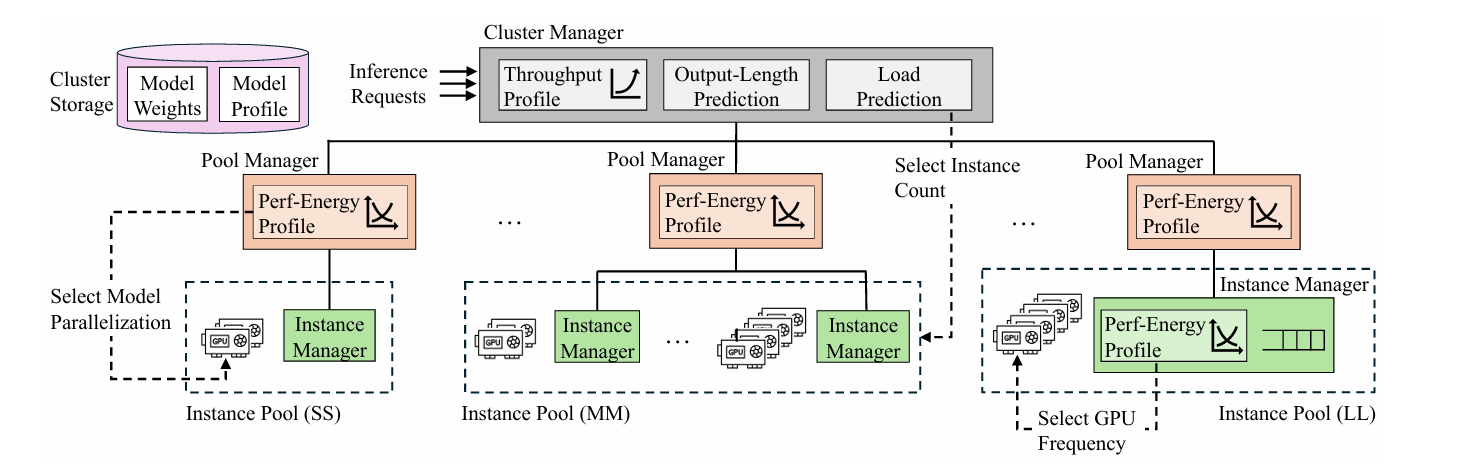 Cluster Manager
Cluster
Storage
Model
Weights
Model
Profile
Inference
Requests
Throughput
Profile
Output-Length
Prediction
Load
Prediction
Pool Manager
Perf-Energy
Profile
...
Pool Manager
Perf-Energy
Profile
Select Instance
Count
...
Pool Manager
Perf-Energy
Profile
Select Model
Parallelization
GPU
Instance
Manager
Instance Pool (SS)
GPU
Instance
Manager
...
GPU
Instance
Manager
Instance Pool (MM)
Instance Manager
GPU
Perf-Energy
Profile
Select GPU
Frequency
Instance Pool (LL)